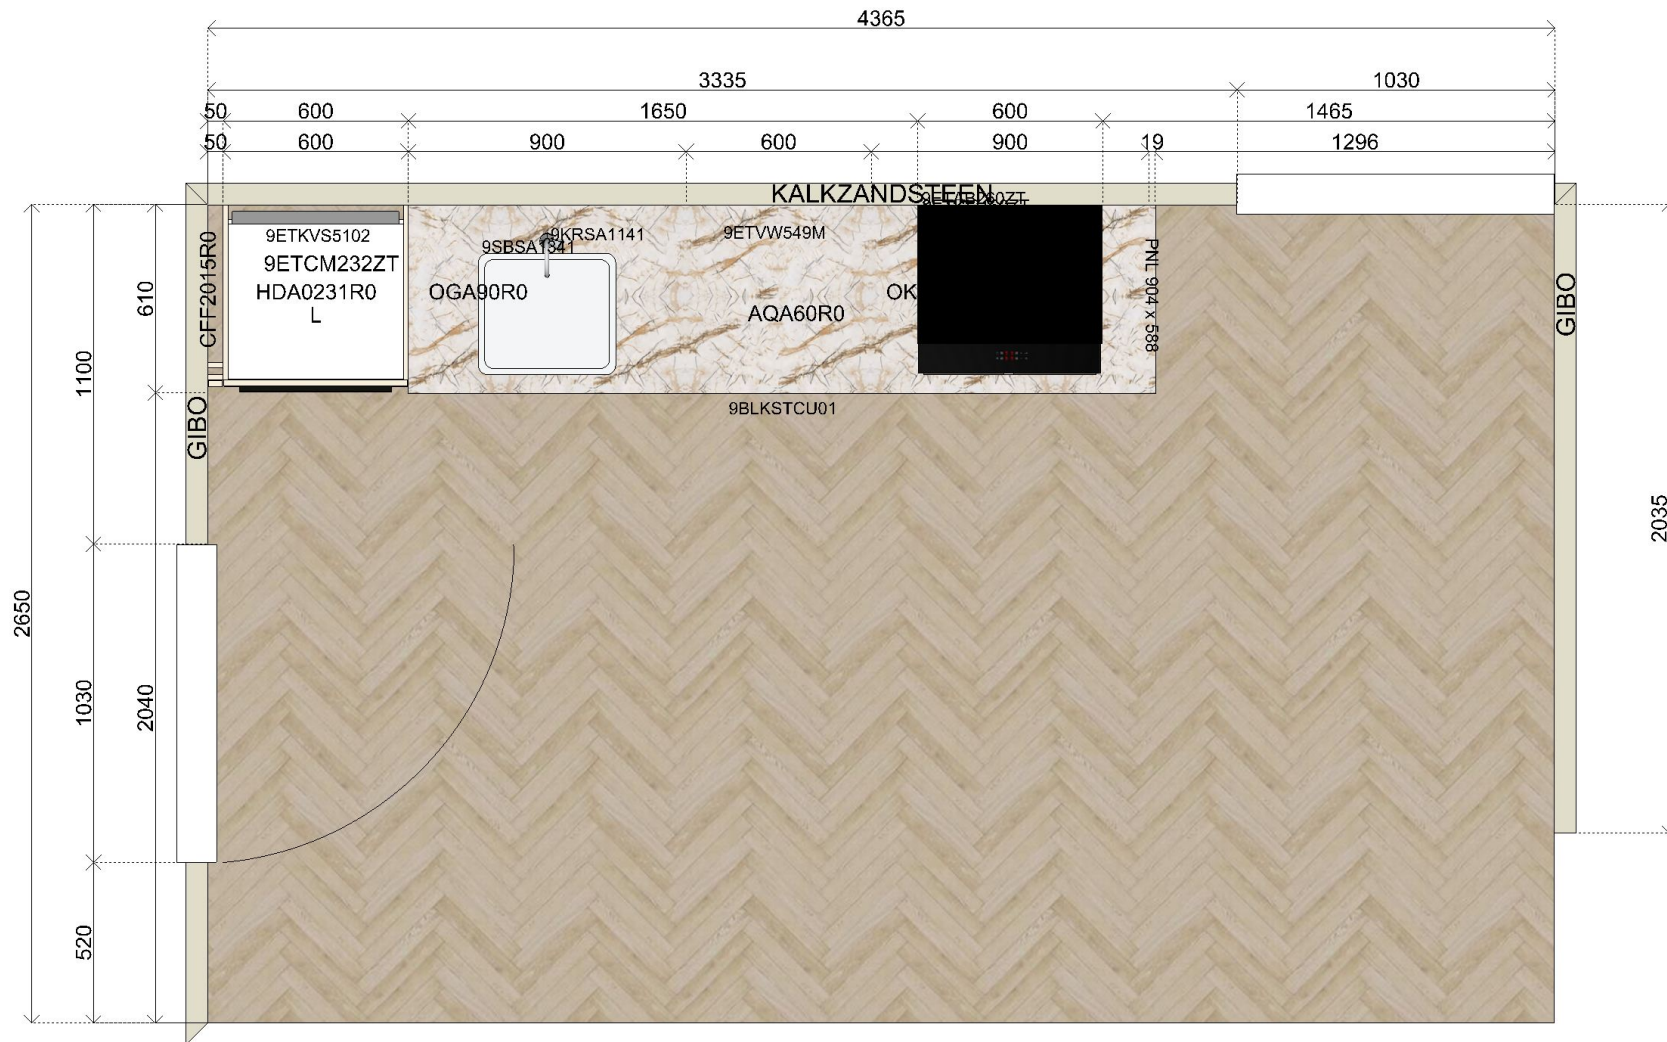 4365
3335
1030
50
600
1650
600
1465
50
600
900
600
900
19
1296
KALKZANDSTEEN
9ETKVS5102
9ETCM232ZT
HDA0231R0
L
CFF2015R0
9KRSA1141
9SBSA1341
OGA90R0
9ETVW549M
AQA60R0
OK
PNL 904 x 588
9BLKSTCU01
GIBO
GIBO
610
1100
2650
1030
2040
520
2035